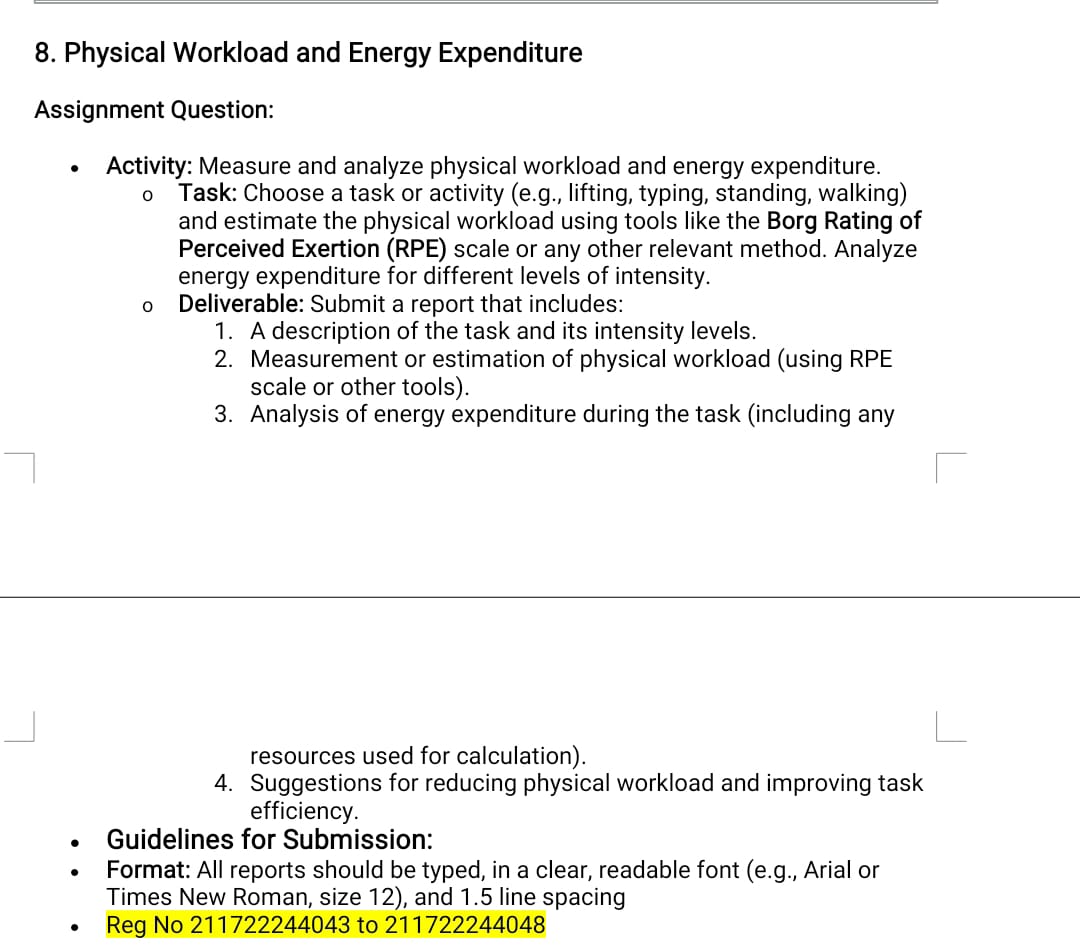 8. Physical Workload and Energy Expenditure
Assignment Question:
• Activity: Measure and analyze physical workload and energy expenditure.
o Task: Choose a task or activity (e.g., lifting, typing, standing, walking)
and estimate the physical workload using tools like the Borg Rating of
Perceived Exertion (RPE) scale or any other relevant method. Analyze
energy expenditure for different levels of intensity.
o Deliverable: Submit a report that includes:
1. A description of the task and its intensity levels.
2. Measurement or estimation of physical workload (using RPE
scale or other tools).
3. Analysis of energy expenditure during the task (including any
resources used for calculation).
4. Suggestions for reducing physical workload and improving task
efficiency.
• Guidelines for Submission:
• Format: All reports should be typed, in a clear, readable font (e.g., Arial or
Times New Roman, size 12), and 1.5 line spacing
• Reg No 211722244043 to 211722244048